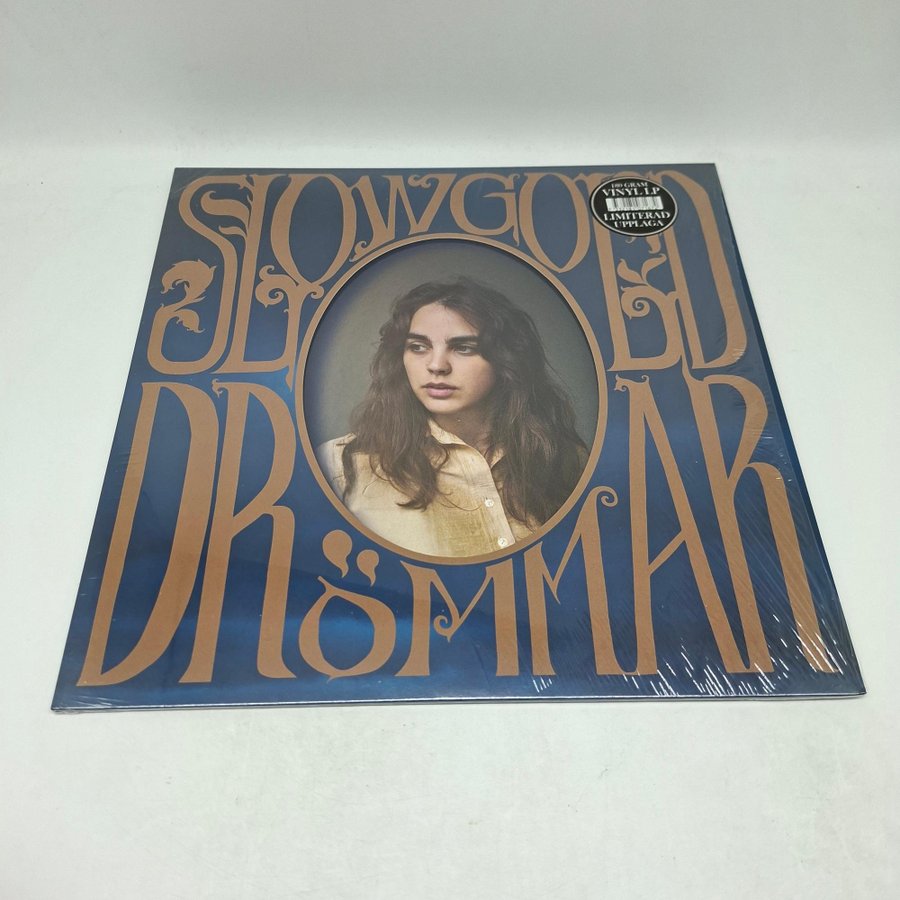 SLOWGOLD
DRÖMMAR
180 GRAM
VINYL LP
LIMITERAD
UPPLAGA